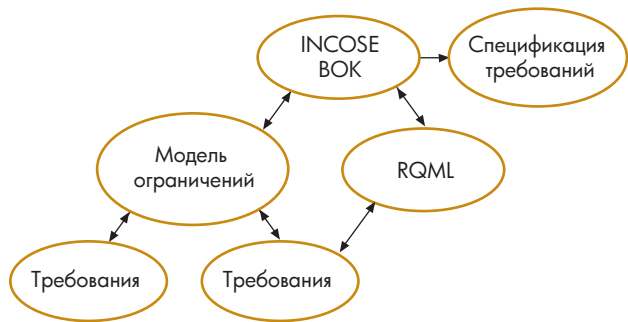 INCOSE
BOK
Спецификация
требований
Модель
ограничений
RQML
Требования
Требования